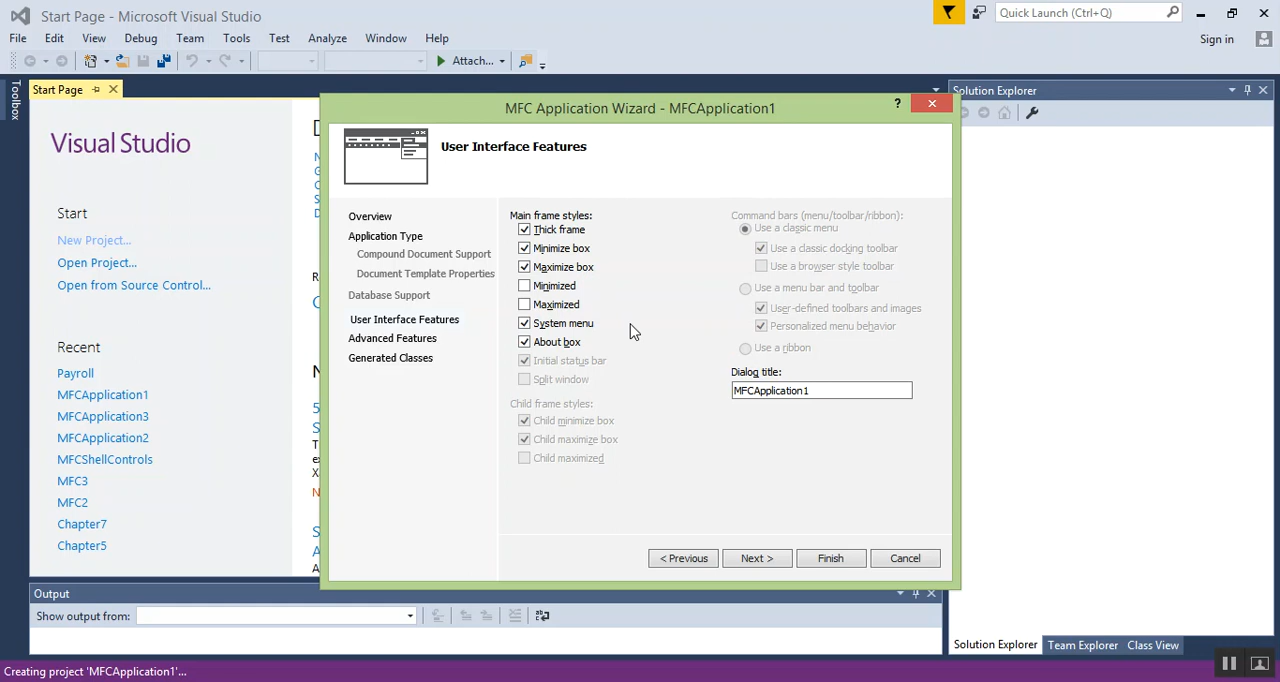 Start Page - Microsoft Visual Studio
Quick Launch (Ctrl+Q)
File Edit View Debug Team Tools Test Analyze Window Help
Sign in
Attach...
Toolbox
Start Page
Solution Explorer
MFC Application Wizard - MFCApplication1
?
Visual Studio
User Interface Features
Start
New Project...
Open Project...
Open from Source Control...
Recent
Payroll
MFCApplication1
MFCApplication3
MFCApplication2
MFCShellControls
MFC3
MFC2
Chapter7
Chapter5
Overview
Application Type
Compound Document Support
Document Template Properties
Database Support
User Interface Features
Advanced Features
Generated Classes
Main frame styles:
Thick frame
Minimize box
Maximize box
Minimized
Maximized
System menu
About box
Initial status bar
Split window
Child frame styles:
Child minimize box
Child maximize box
Child maximized
Command bars (menu/toolbar/ribbon):
Use a classic menu
Use a classic docking toolbar
Use a browser style toolbar
Use a menu bar and toolbar
User-defined toolbars and images
Personalized menu behavior
Use a ribbon
Dialog title:
MFCApplication1
< Previous
Next >
Finish
Cancel
Output
Show output from:
Solution Explorer Team Explorer Class View
Creating project 'MFCApplication1'...